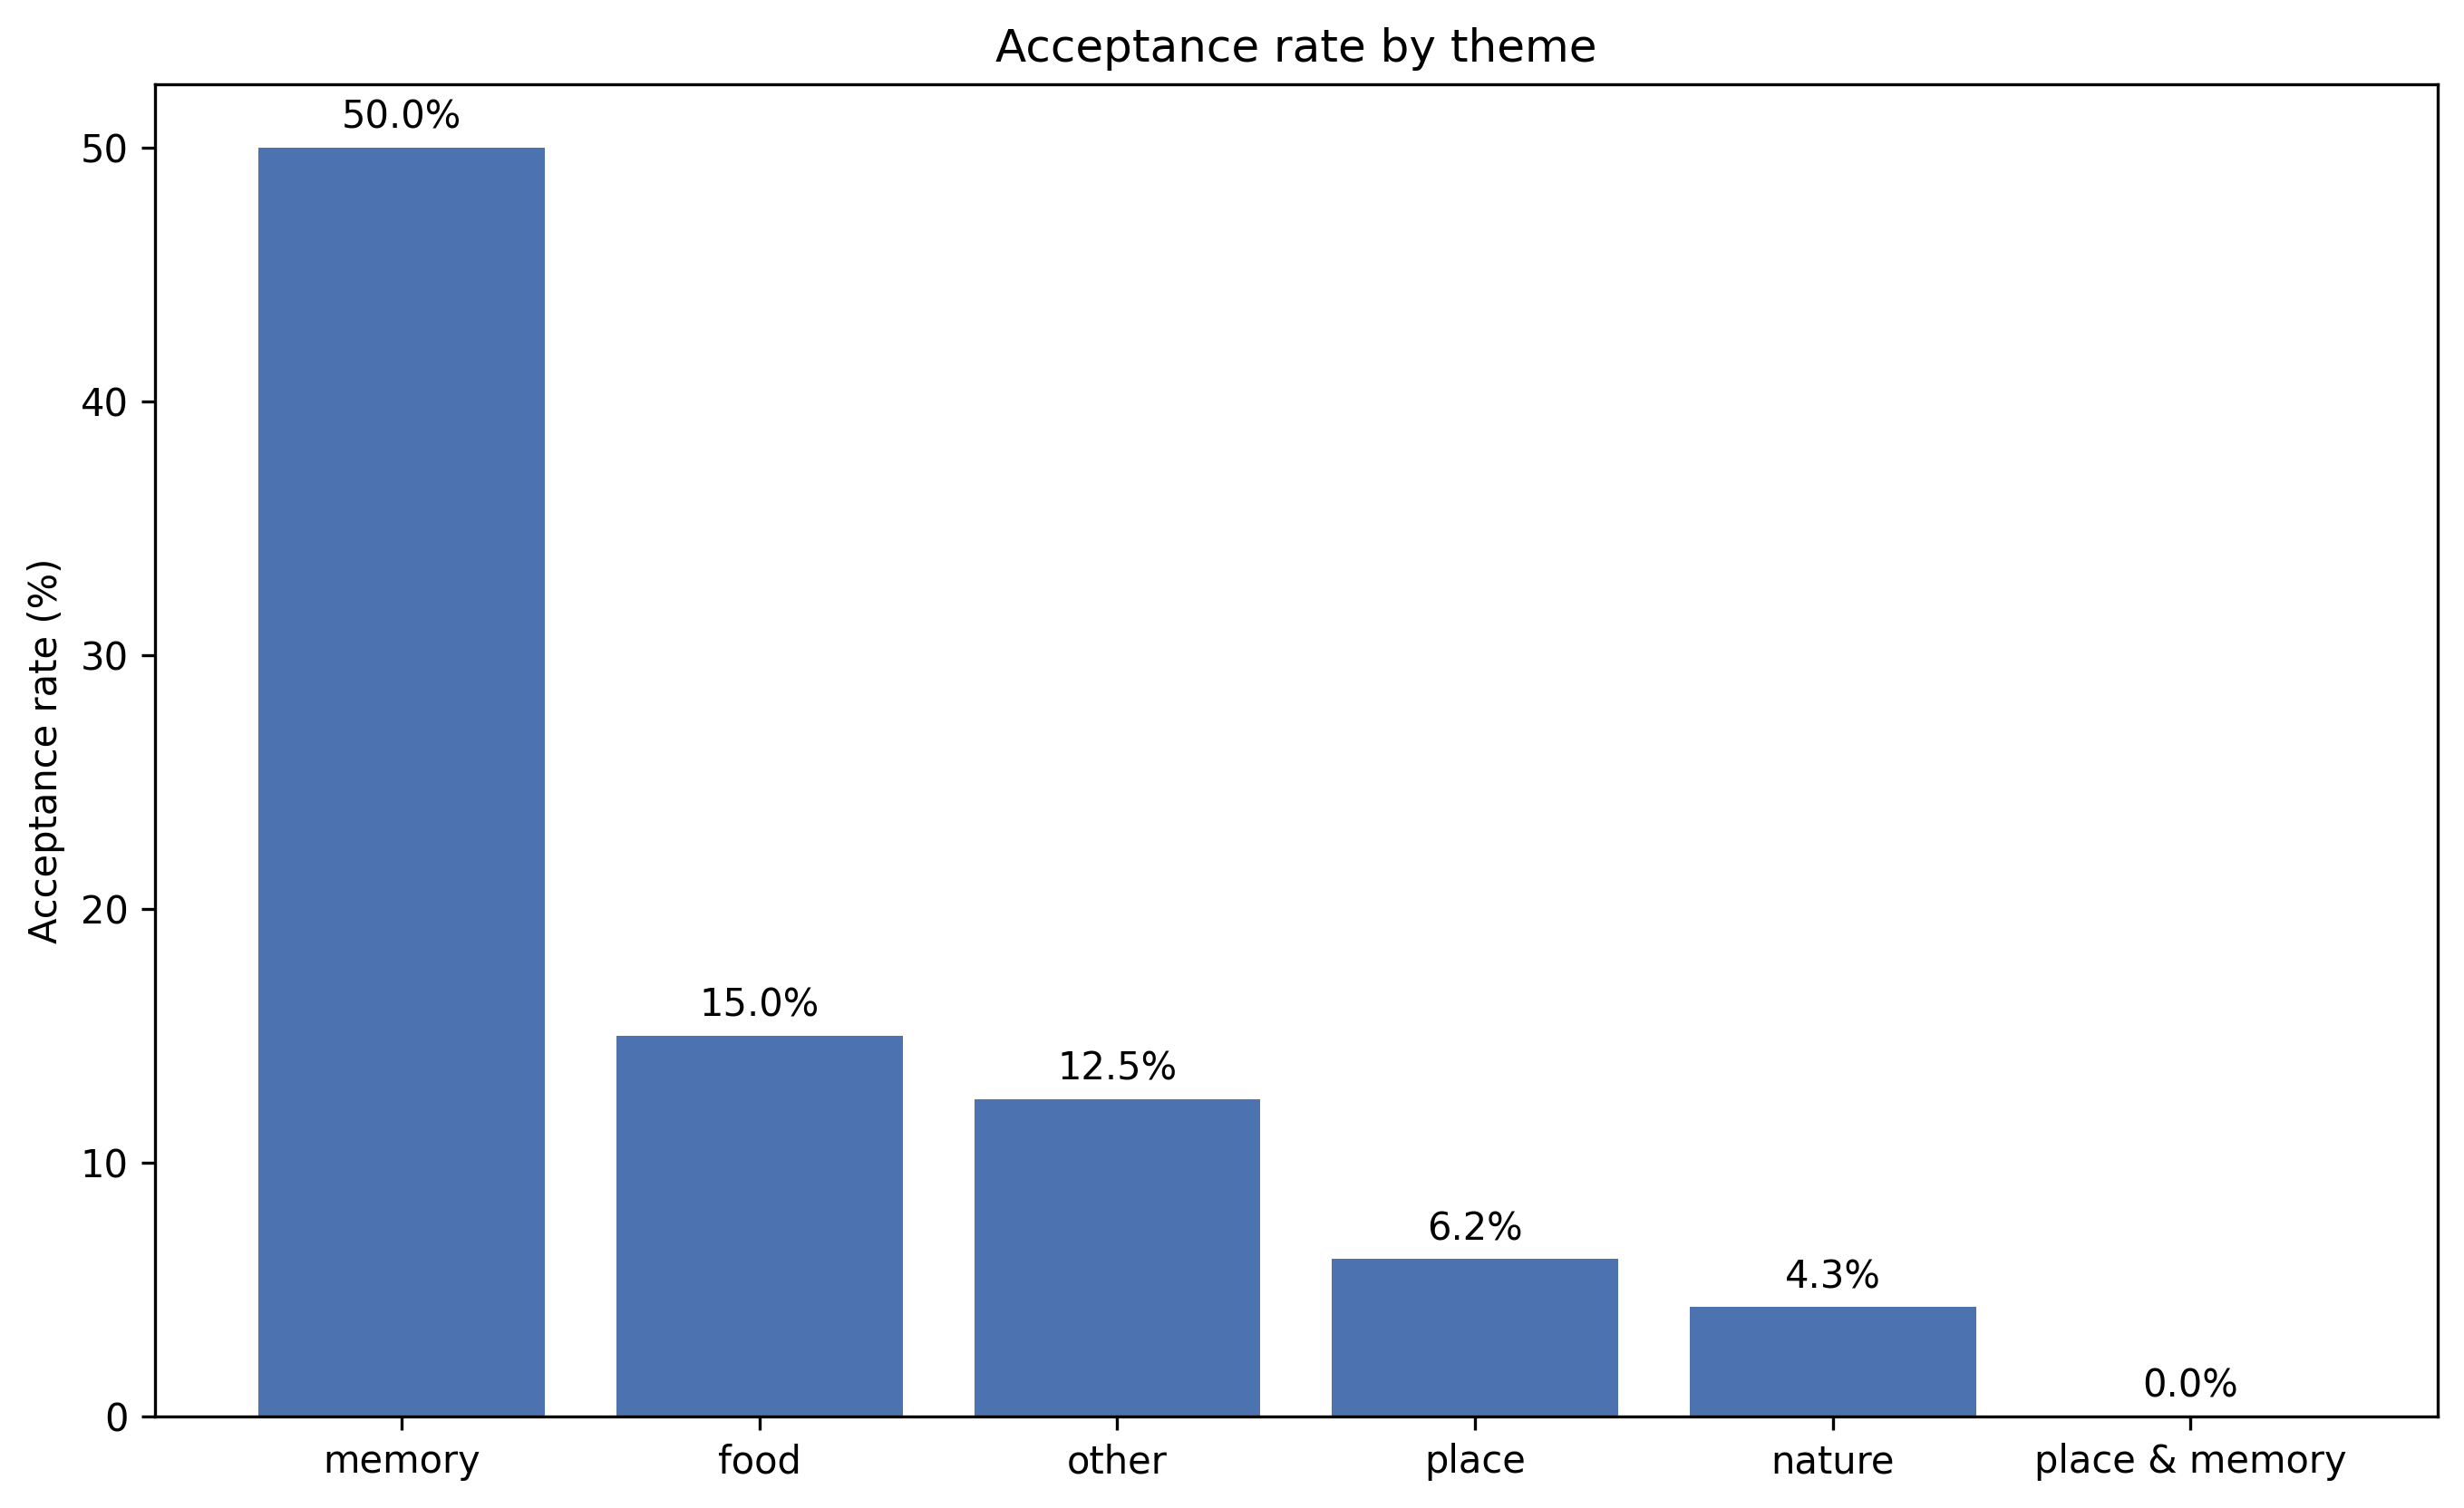 Acceptance rate by theme
Acceptance rate (%)
50
40
30
20
10
0
50.0%
15.0%
12.5%
6.2%
4.3%
0.0%
memory
food
other
place
nature
place & memory